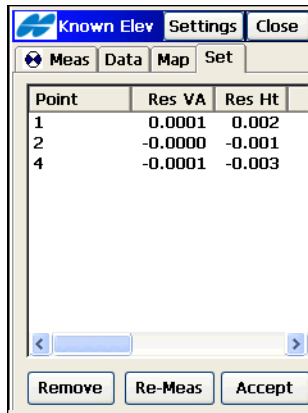 Known Elev Settings Close
Meas Data Map Set
Point Res VA Res Ht
1 0.0001 0.002
2 -0.0000 -0.001
4 -0.0001 -0.003
Remove Re-Meas Accept